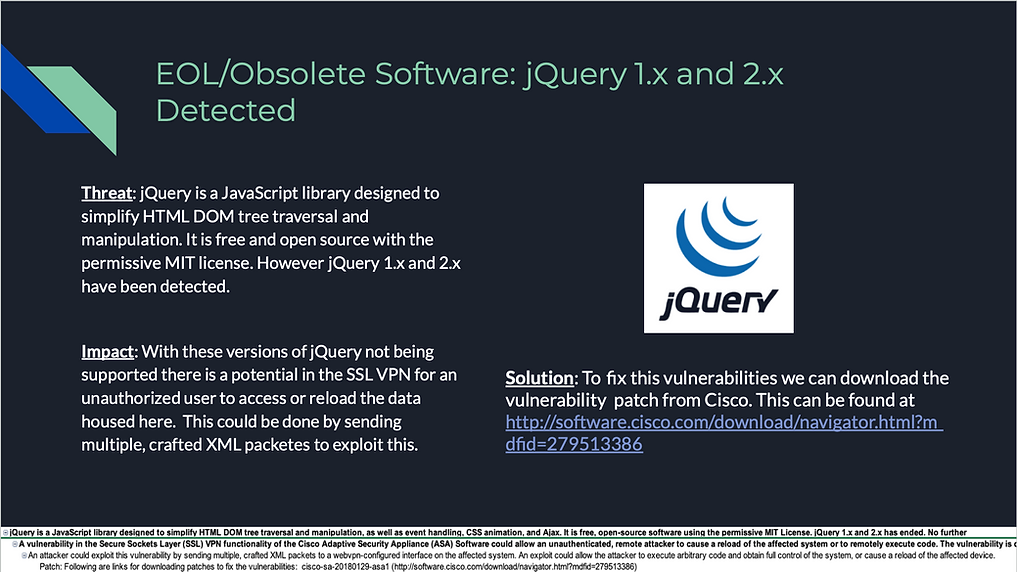 EOL/Obsolete Software: jQuery 1.x and 2.x
Detected
Threat: jQuery is a JavaScript library designed to
simplify HTML DOM tree traversal and
manipulation. It is free and open source with the
permissive MIT license. However jQuery 1.x and 2.x
have been detected.
Impact: With these versions of jQuery not being
supported there is a potential in the SSL VPN for an
unauthorized user to access or reload the data
housed here.  This could be done by sending
multiple, crafted XML packetes to exploit this.
jQuery
Solution: To fix this vulnerabilities we can download the
vulnerability  patch from Cisco. This can be found at
http://software.cisco.com/download/navigator.html?m
dfid=279513386
jQuery is a JavaScript library designed to simplify HTML DOM tree traversal and manipulation, as well as event handling, CSS animation, and Ajax. It is free, open-source software using the permissive MIT License. jQuery 1.x and 2.x has ended. No further
A vulnerability in the Secure Sockets Layer (SSL) VPN functionality of the Cisco Adaptive Security Appliance (ASA) Software could allow an unauthenticated, remote attacker to cause a reload of the affected system or to remotely execute code. The vulnerability is
An attacker could exploit this vulnerability by sending multiple, crafted XML packets to a webvpn-configured interface on the affected system. An exploit could allow the attacker to execute arbitrary code and obtain full control of the system, or cause a reload of the affected device.
Patch: Following are links for downloading patches to fix the vulnerabilities:  cisco-sa-20180129-asa1 (http://software.cisco.com/download/navigator.html?mdfid=279513386)